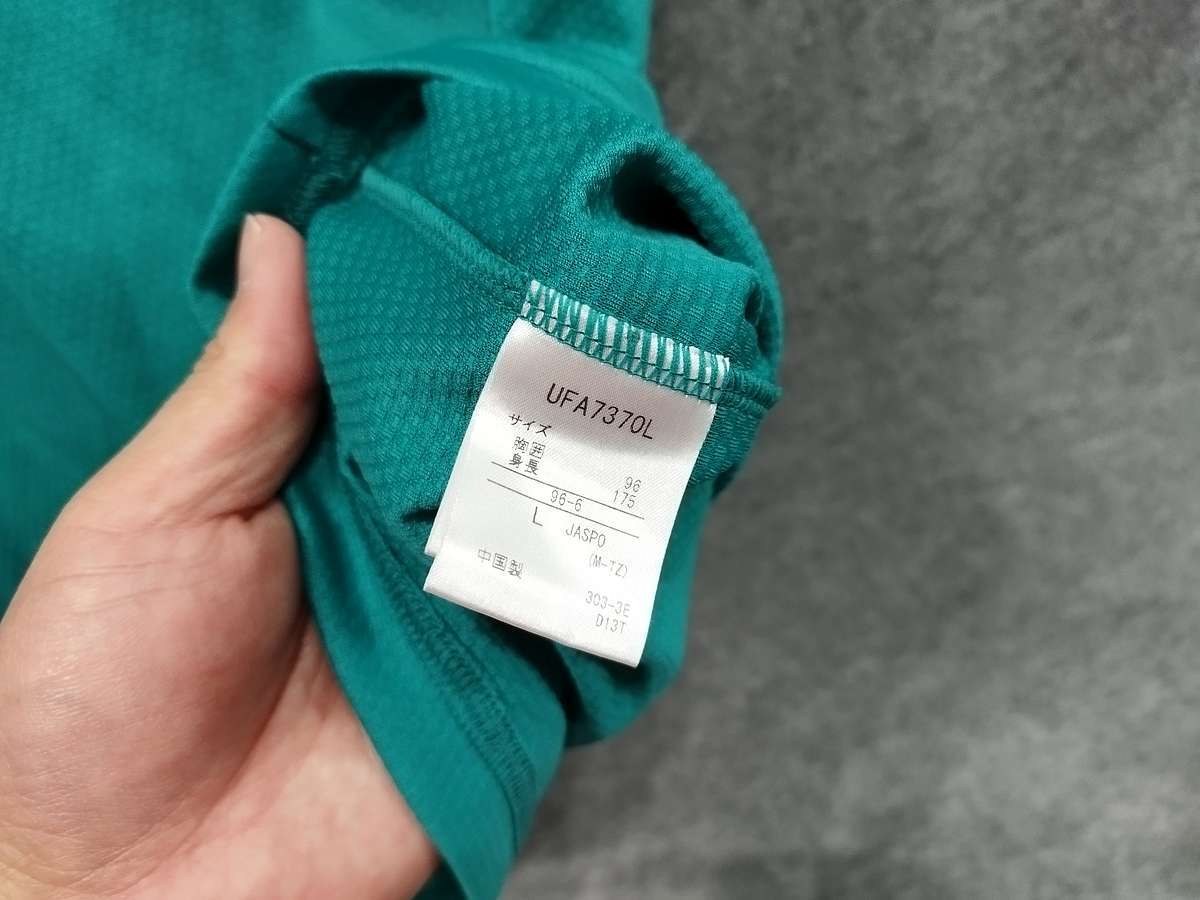 UFA7370L
サイズ
胸囲 96
身長 175
96-6
L JASPO
(M-TZ)
中国製
303-3E
D13T